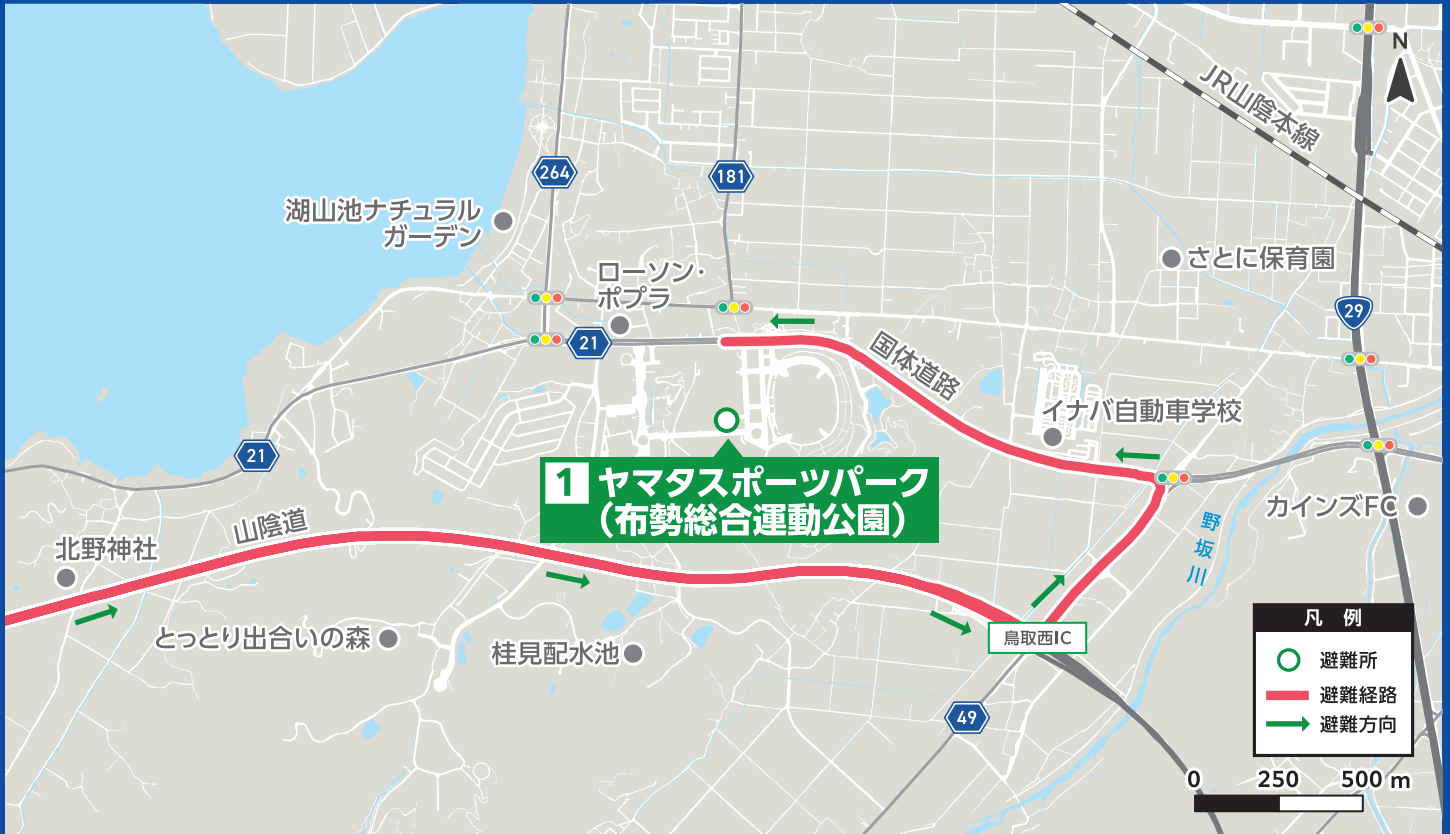 N
JR山陰本線
264
181
湖山池ナチュラル
ガーデン
さとに保育園
ローソン・
ポプラ
29
21
国体道路
イナバ自動車学校
21
1 ヤマタスポーツパーク
(布勢総合運動公園)
カインズFC
野坂川
山陰道
北野神社
とっとり出合いの森
桂見配水池
鳥取西IC
49
凡 例
避難所
避難経路
避難方向
0 250 500 m